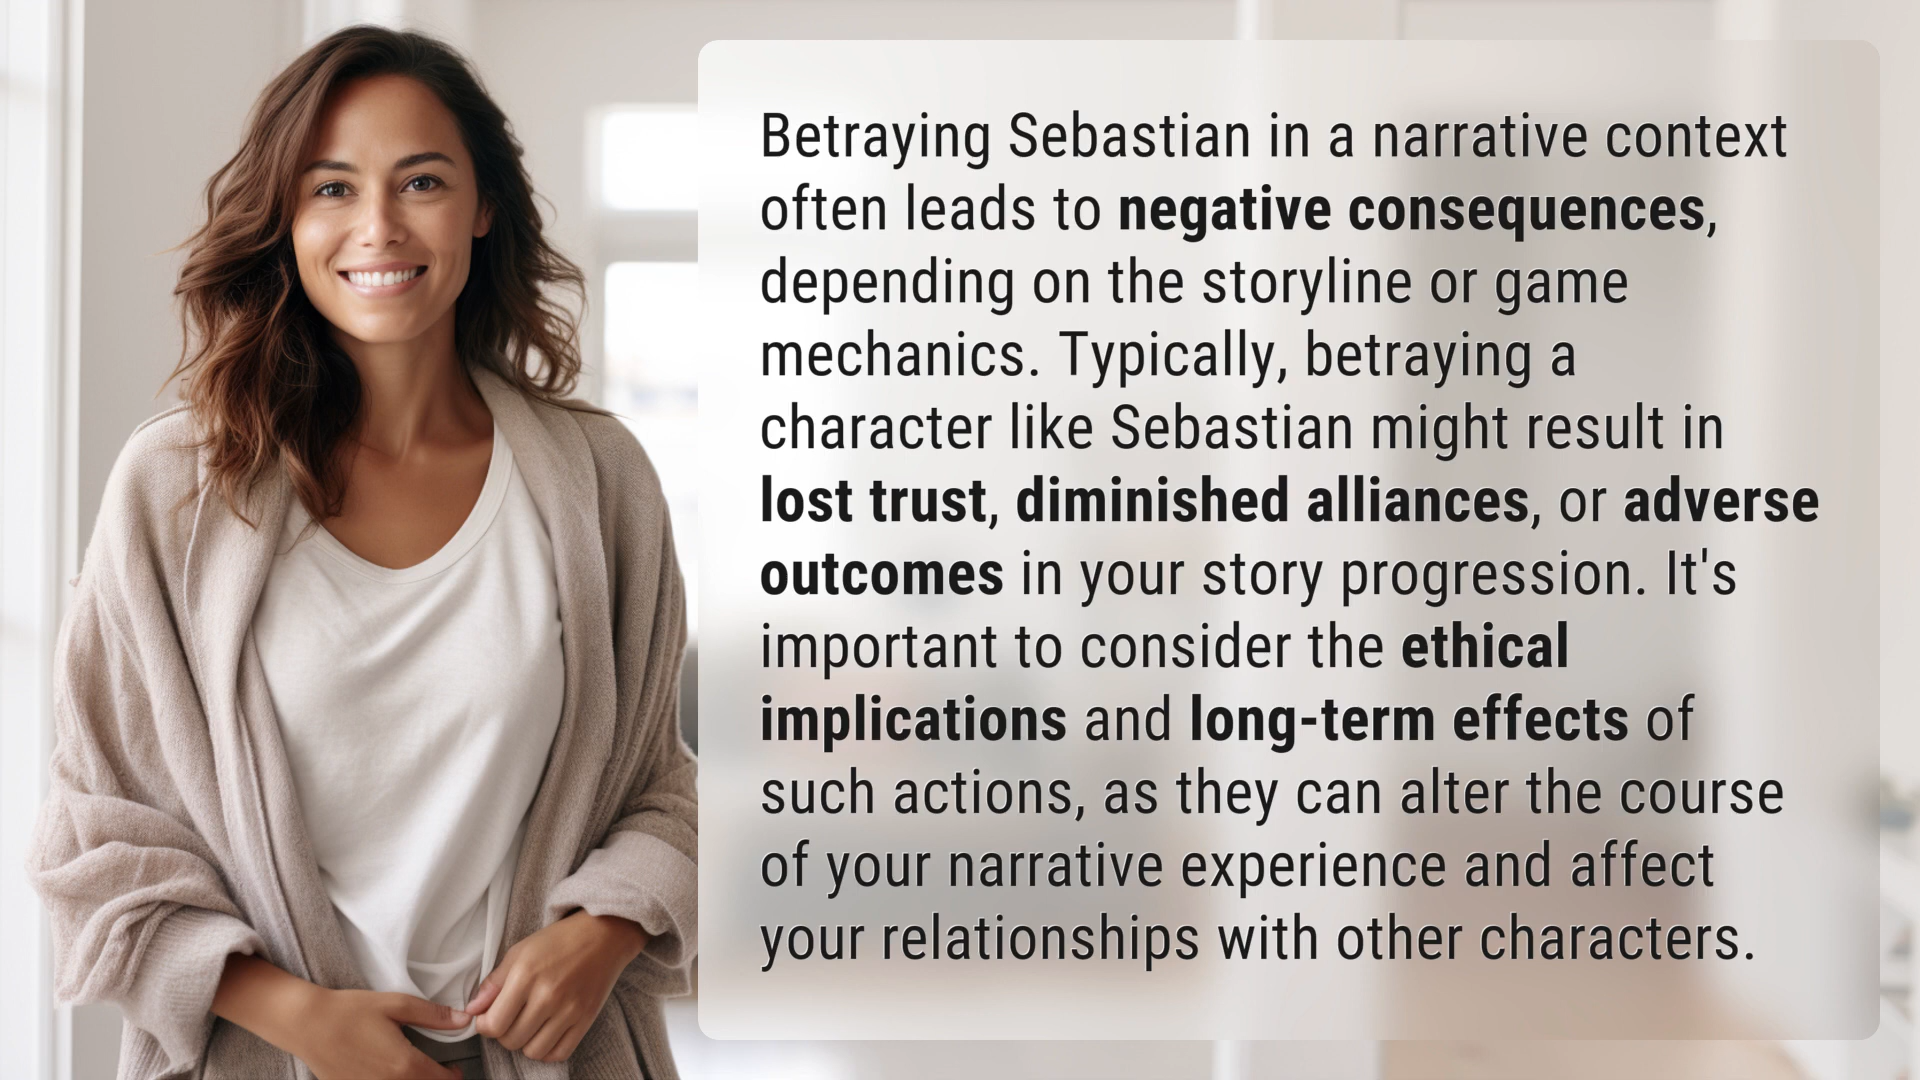 Betraying Sebastian in a narrative context
often leads to negative consequences,
depending on the storyline or game
mechanics. Typically, betraying a
character like Sebastian might result in
lost trust, diminished alliances, or adverse
outcomes in your story progression. It's
important to consider the ethical
implications and long-term effects of
such actions, as they can alter the course
of your narrative experience and affect
your relationships with other characters.